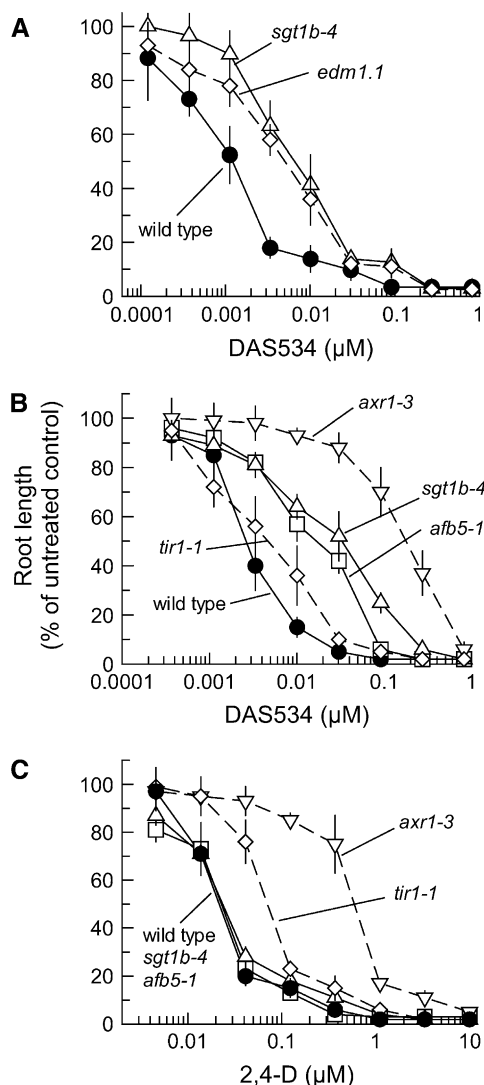 A
100
80
60
40
20
0
sgt1b-4
edm1.1
wild type
0.0001 0.001 0.01 0.1 1
DAS534 (µM)
B
Root length
(% of untreated control)
100
80
60
40
20
0
axr1-3
sgt1b-4
afb5-1
tir1-1
wild type
0.0001 0.001 0.01 0.1 1
DAS534 (µM)
C
100
80
60
40
20
0
axr1-3
tir1-1
wild type
sgt1b-4
afb5-1
0.01 0.1 1 10
2,4-D (µM)